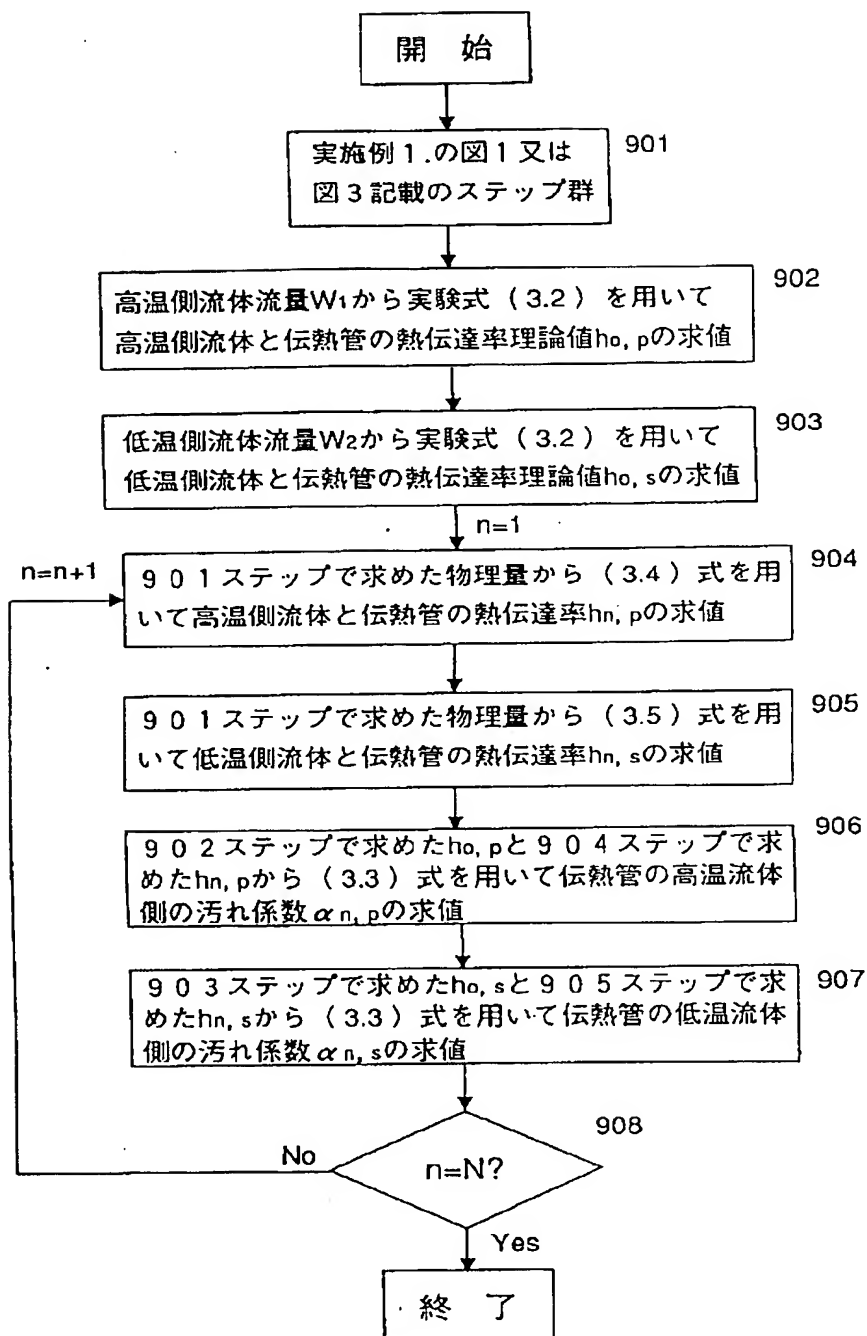 開　始
実施例１.の図１又は
図３記載のステップ群
901
902
高温側流体流量W1から実験式（3.2）を用いて
高温側流体と伝熱管の熱伝達率理論値ho, pの求値
903
低温側流体流量W2から実験式（3.2）を用いて
低温側流体と伝熱管の熱伝達率理論値ho, sの求値
n=1
n=n+1
904
９０１ステップで求めた物理量から（3.4）式を用
いて高温側流体と伝熱管の熱伝達率hn, pの求値
905
９０１ステップで求めた物理量から（3.5）式を用
いて低温側流体と伝熱管の熱伝達率hn, sの求値
906
９０２ステップで求めたho, pと９０４ステップで求
めたhn, pから（3.3）式を用いて伝熱管の高温流体
側の汚れ係数αn, pの求値
907
９０３ステップで求めたho, sと９０５ステップで求
めたhn, sから（3.3）式を用いて伝熱管の低温流体
側の汚れ係数αn, sの求値
908
No
n=N?
Yes
終　了